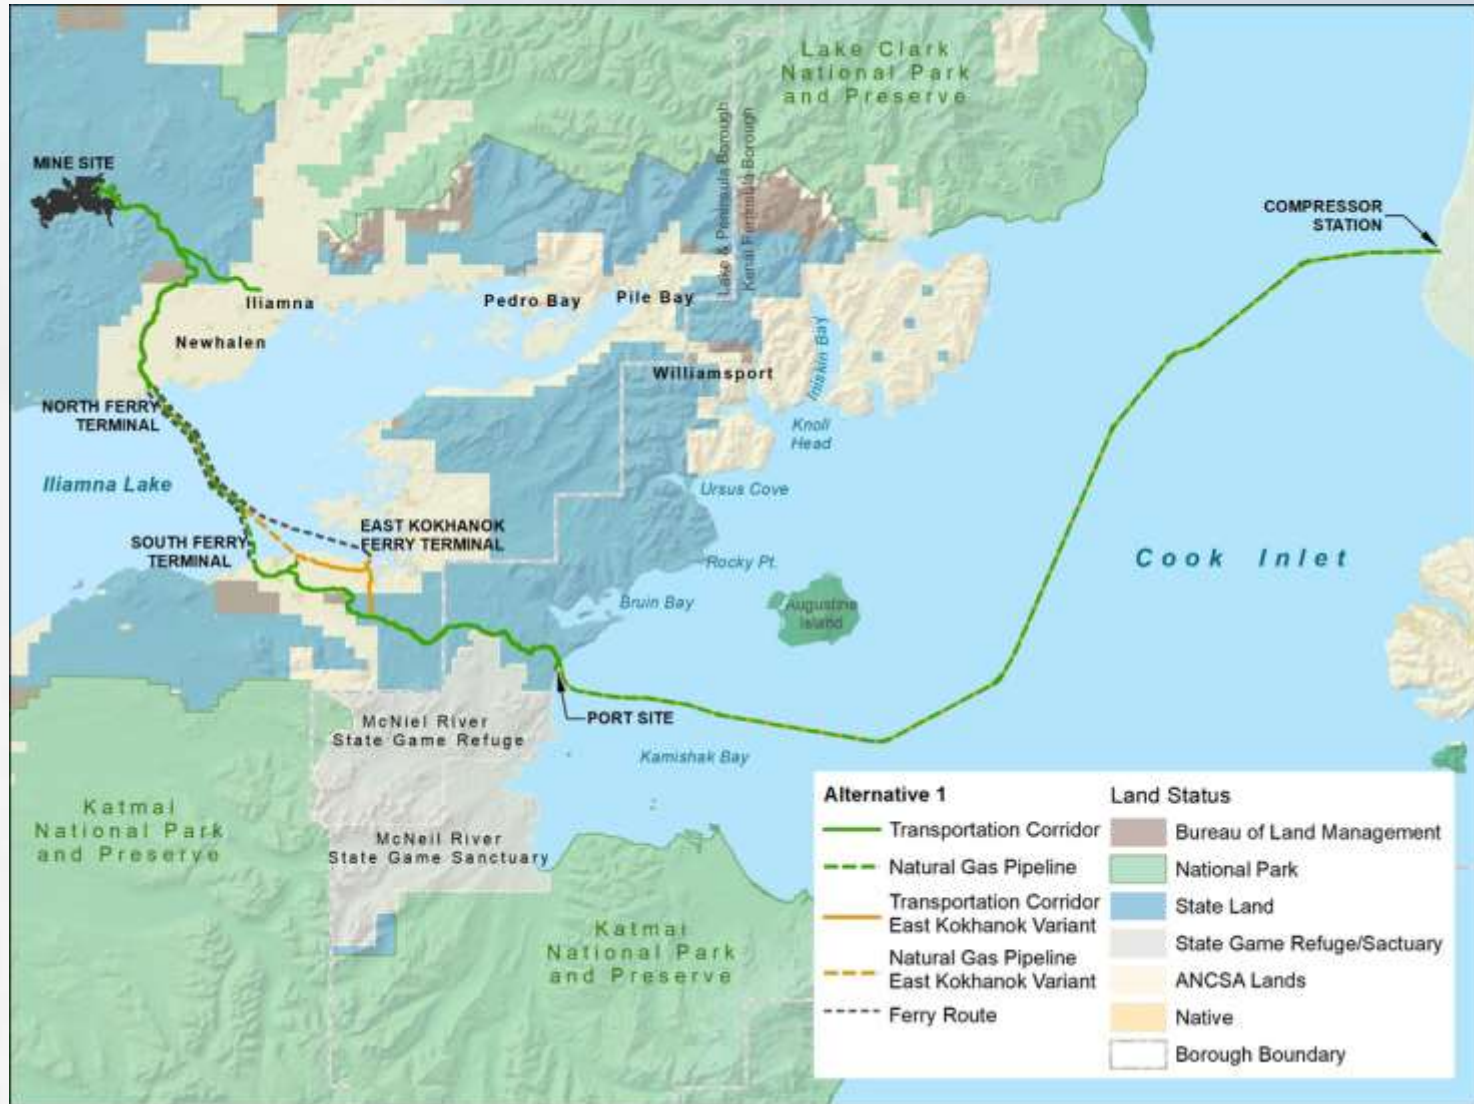 Lake Clark
National Park
and Preserve
Lake & Peninsula Borough
Kenai Peninsula Borough
MINE SITE
COMPRESSOR
STATION
Iliamna
Pedro Bay
Pile Bay
Newhalen
Williamsport
Iniskin Bay
NORTH FERRY
TERMINAL
Knoll
Head
Iliamna Lake
Ursus Cove
SOUTH FERRY
TERMINAL
EAST KOKHANOK
FERRY TERMINAL
Rocky Pt.
Cook Inlet
Bruin Bay
Augustine
Island
McNiel River
State Game Refuge
PORT SITE
Kamishak Bay
Katmai
National Park
and Preserve
McNeil River
State Game Sanctuary
Katmai
National Park
and Preserve
Alternative 1
Transportation Corridor
Natural Gas Pipeline
Transportation Corridor
East Kokhanok Variant
Natural Gas Pipeline
East Kokhanok Variant
Ferry Route
Land Status
Bureau of Land Management
National Park
State Land
State Game Refuge/Sactuary
ANCSA Lands
Native
Borough Boundary